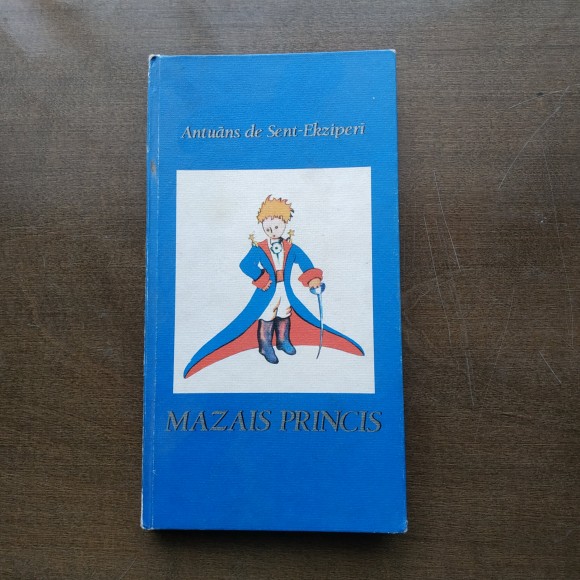 Antuāns de Sent-Ekziperī
MAZAIS PRINCIS